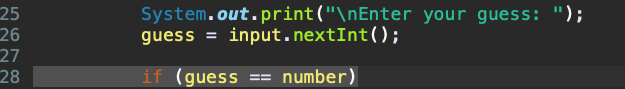 25 System.out.print("\nEnter your guess: ");
26 guess = input.nextInt();
27
28 if (guess == number)